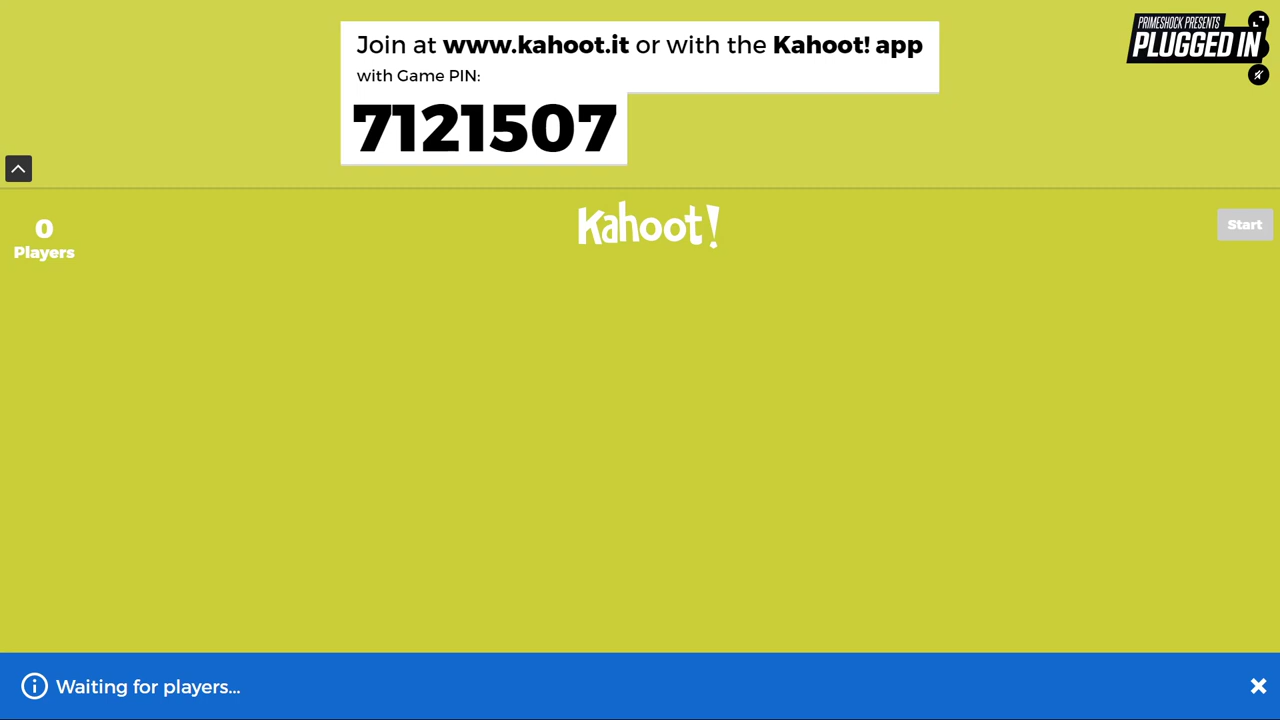 Join at www.kahoot.it or with the Kahoot! app
with Game PIN:
7121507
PRIMESHOCK PRESENTS
PLUGGED IN
0
Players
Kahoot!
Start
Waiting for players...